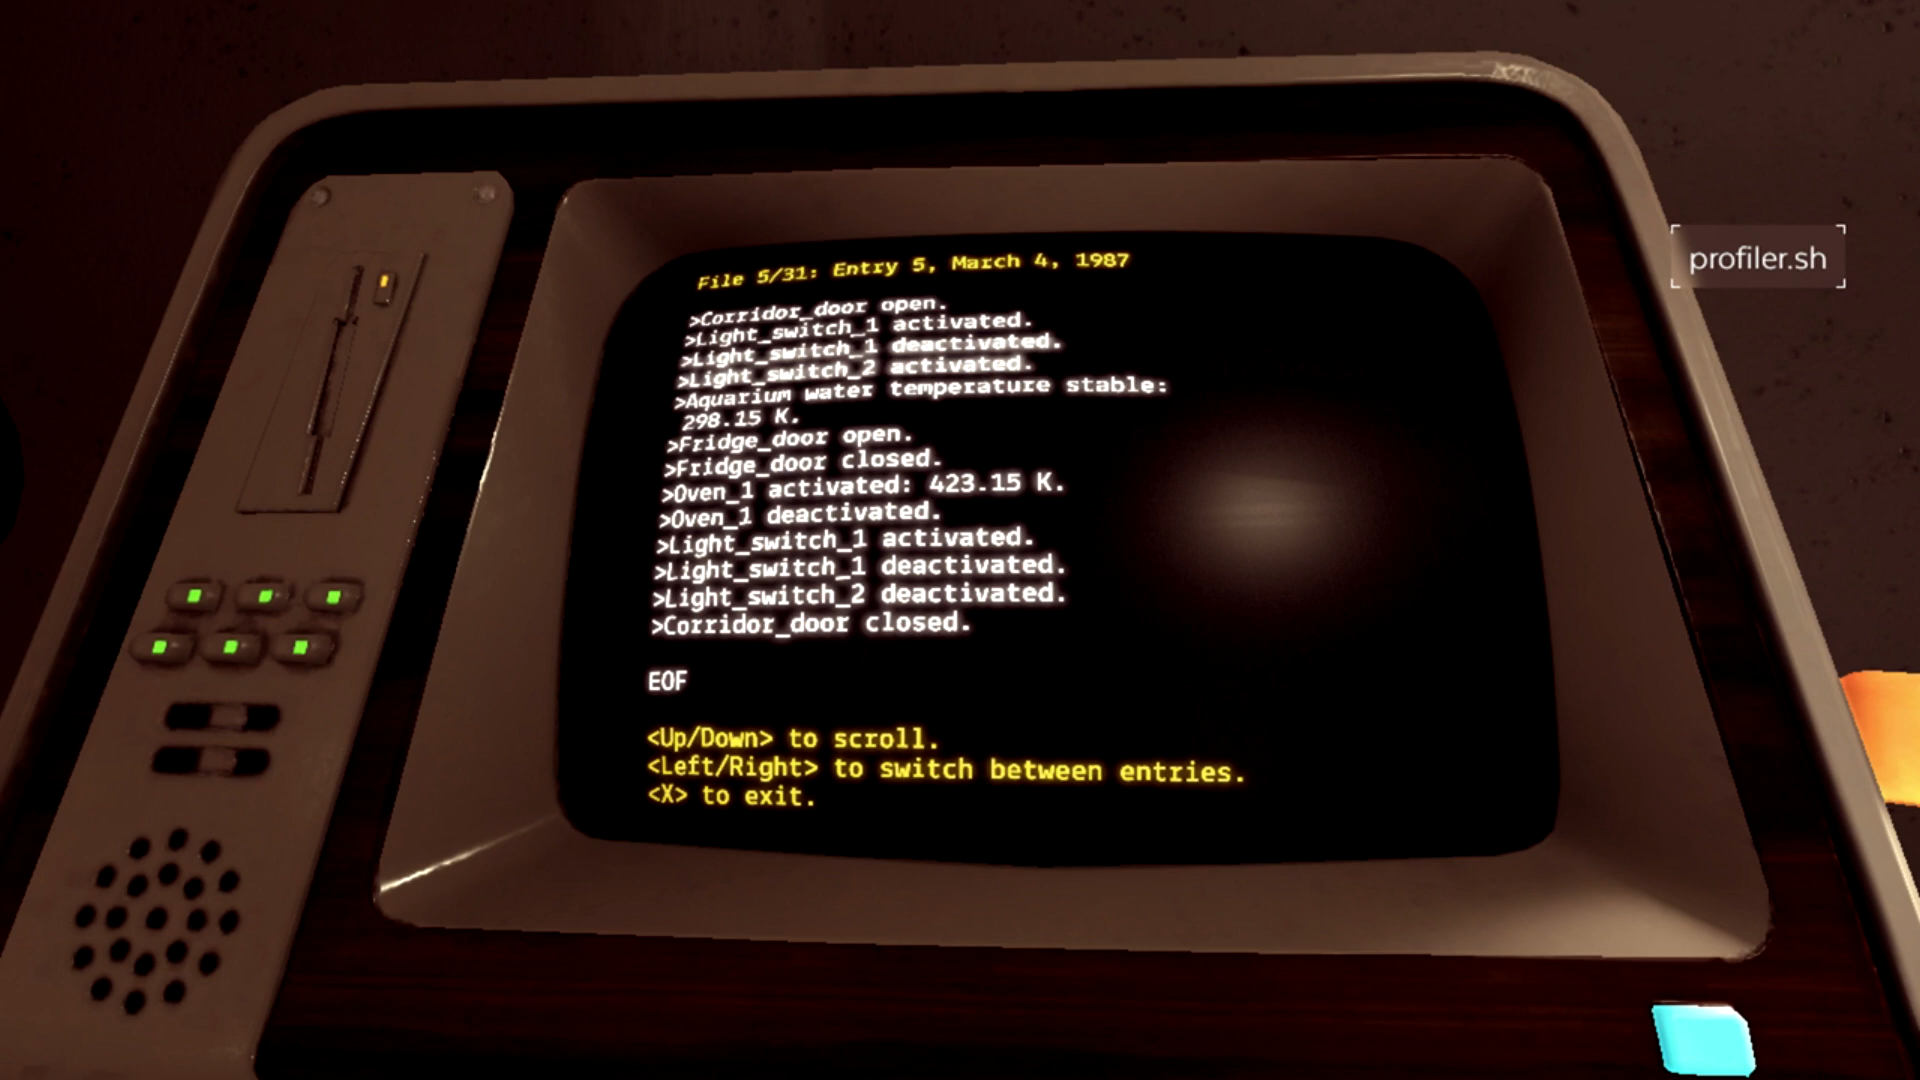 File 5/31: Entry 5, March 4, 1987
>Corridor_door open.
>Light_switch_1 activated.
>Light_switch_1 deactivated.
>Light_switch_2 activated.
>Aquarium water temperature stable:
298.15 K.
>Fridge_door open.
>Fridge_door closed.
>Oven_1 activated: 423.15 K.
>Oven_1 deactivated.
>Light_switch_1 activated.
>Light_switch_1 deactivated.
>Light_switch_2 deactivated.
>Corridor_door closed.
EOF
<Up/Down> to scroll.
<Left/Right> to switch between entries.
<X> to exit.
profiler.sh